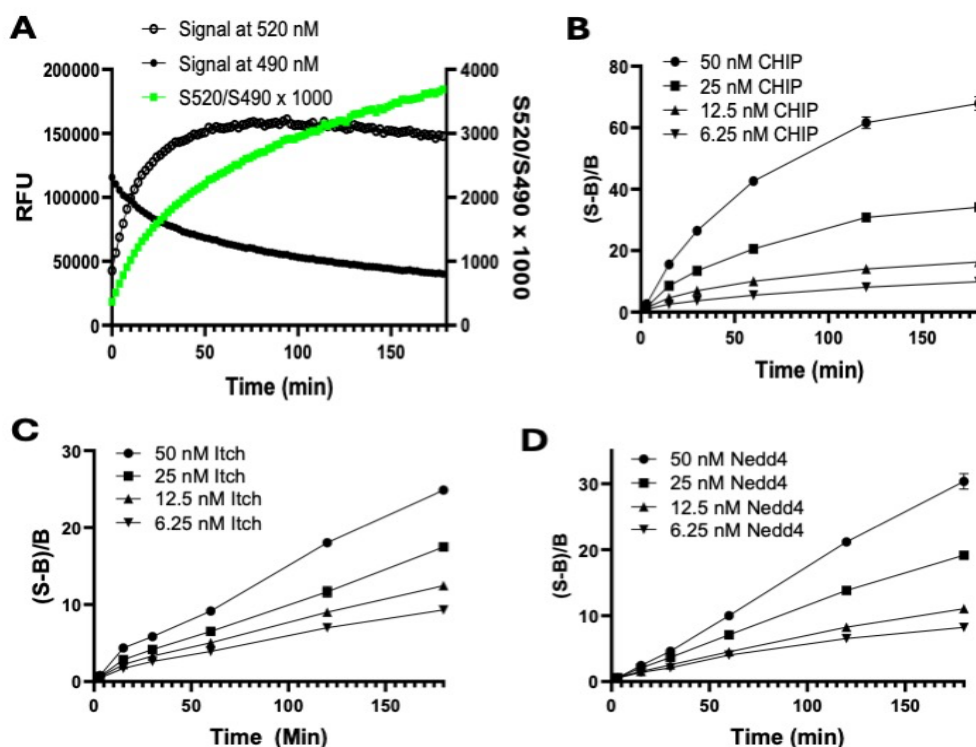 A
Signal at 520 nM
Signal at 490 nM
S520/S490 x 1000
RFU
200000
150000
100000
50000
0
4000
3000
2000
1000
0
S520/S490 x 1000
0
50
100
150
Time (min)
B
50 nM CHIP
25 nM CHIP
12.5 nM CHIP
6.25 nM CHIP
(S-B)/B
80
60
40
20
0
0
50
100
150
Time (min)
C
50 nM Itch
25 nM Itch
12.5 nM Itch
6.25 nM Itch
(S-B)/B
30
20
10
0
0
50
100
150
Time (Min)
D
50 nM Nedd4
25 nM Nedd4
12.5 nM Nedd4
6.25 nM Nedd4
(S-B)/B
30
20
10
0
0
50
100
150
Time (min)